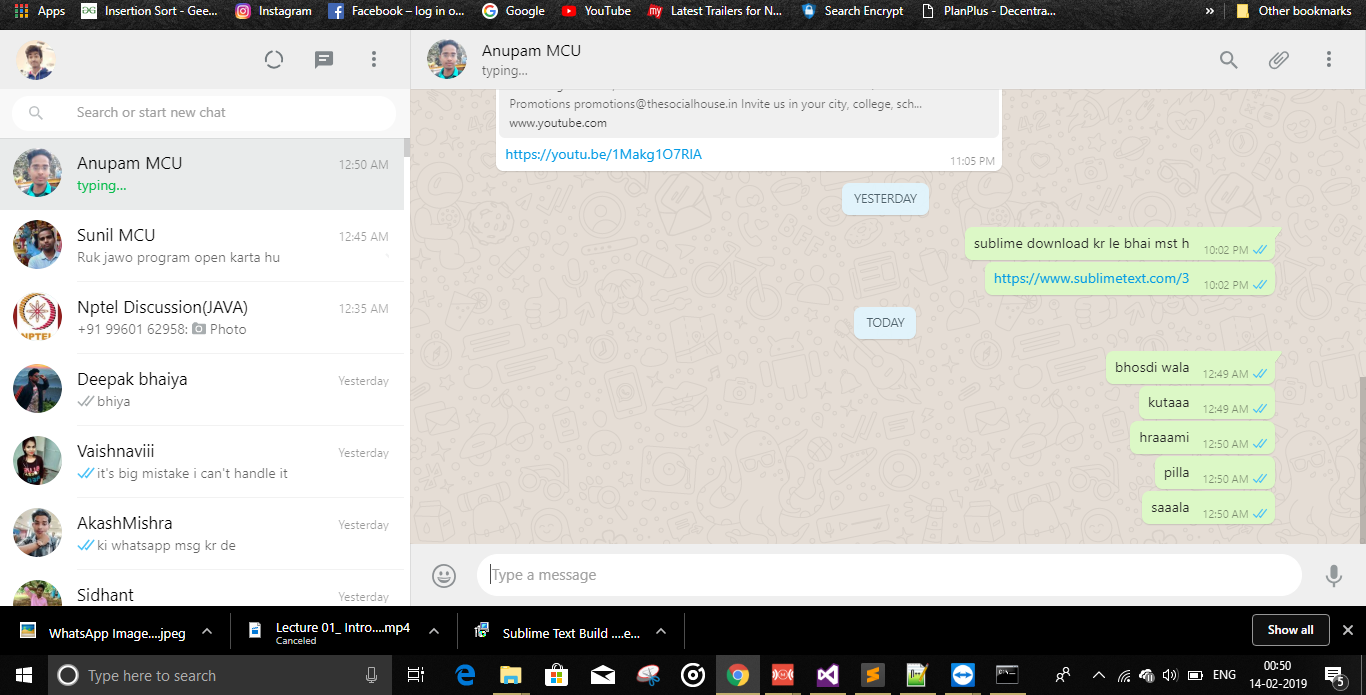 Apps
Insertion Sort - Gee...
Instagram
Facebook – log in o...
Google
YouTube
my
Latest Trailers for N...
Search Encrypt
PlanPlus - Decentra...
»
Other bookmarks
Anupam MCU
typing...
Search or start new chat
Anupam MCU
12:50 AM
typing...
Sunil MCU
12:45 AM
Ruk jawo program open karta hu
Nptel Discussion(JAVA)
12:35 AM
+91 99601 62958: Photo
NPTEL
Deepak bhaiya
Yesterday
bhiya
Vaishnaviii
Yesterday
it's big mistake i can't handle it
AkashMishra
Yesterday
ki whatsapp msg kr de
Sidhant
Yesterday
Promotions promotions@thesocialhouse.in Invite us in your city, college, sch...
www.youtube.com
https://youtu.be/1Makg1O7RIA
11:05 PM
YESTERDAY
sublime download kr le bhai mst h 10:02 PM
https://www.sublimetext.com/3 10:02 PM
TODAY
bhosdi wala 12:49 AM
kutaaa 12:49 AM
hraaami 12:50 AM
pilla 12:50 AM
saaala 12:50 AM
Type a message
WhatsApp Image....jpeg
Lecture 01_ Intro....mp4
Canceled
Sublime Text Build ....e...
Show all
Type here to search
ENG
00:50
14-02-2019
5